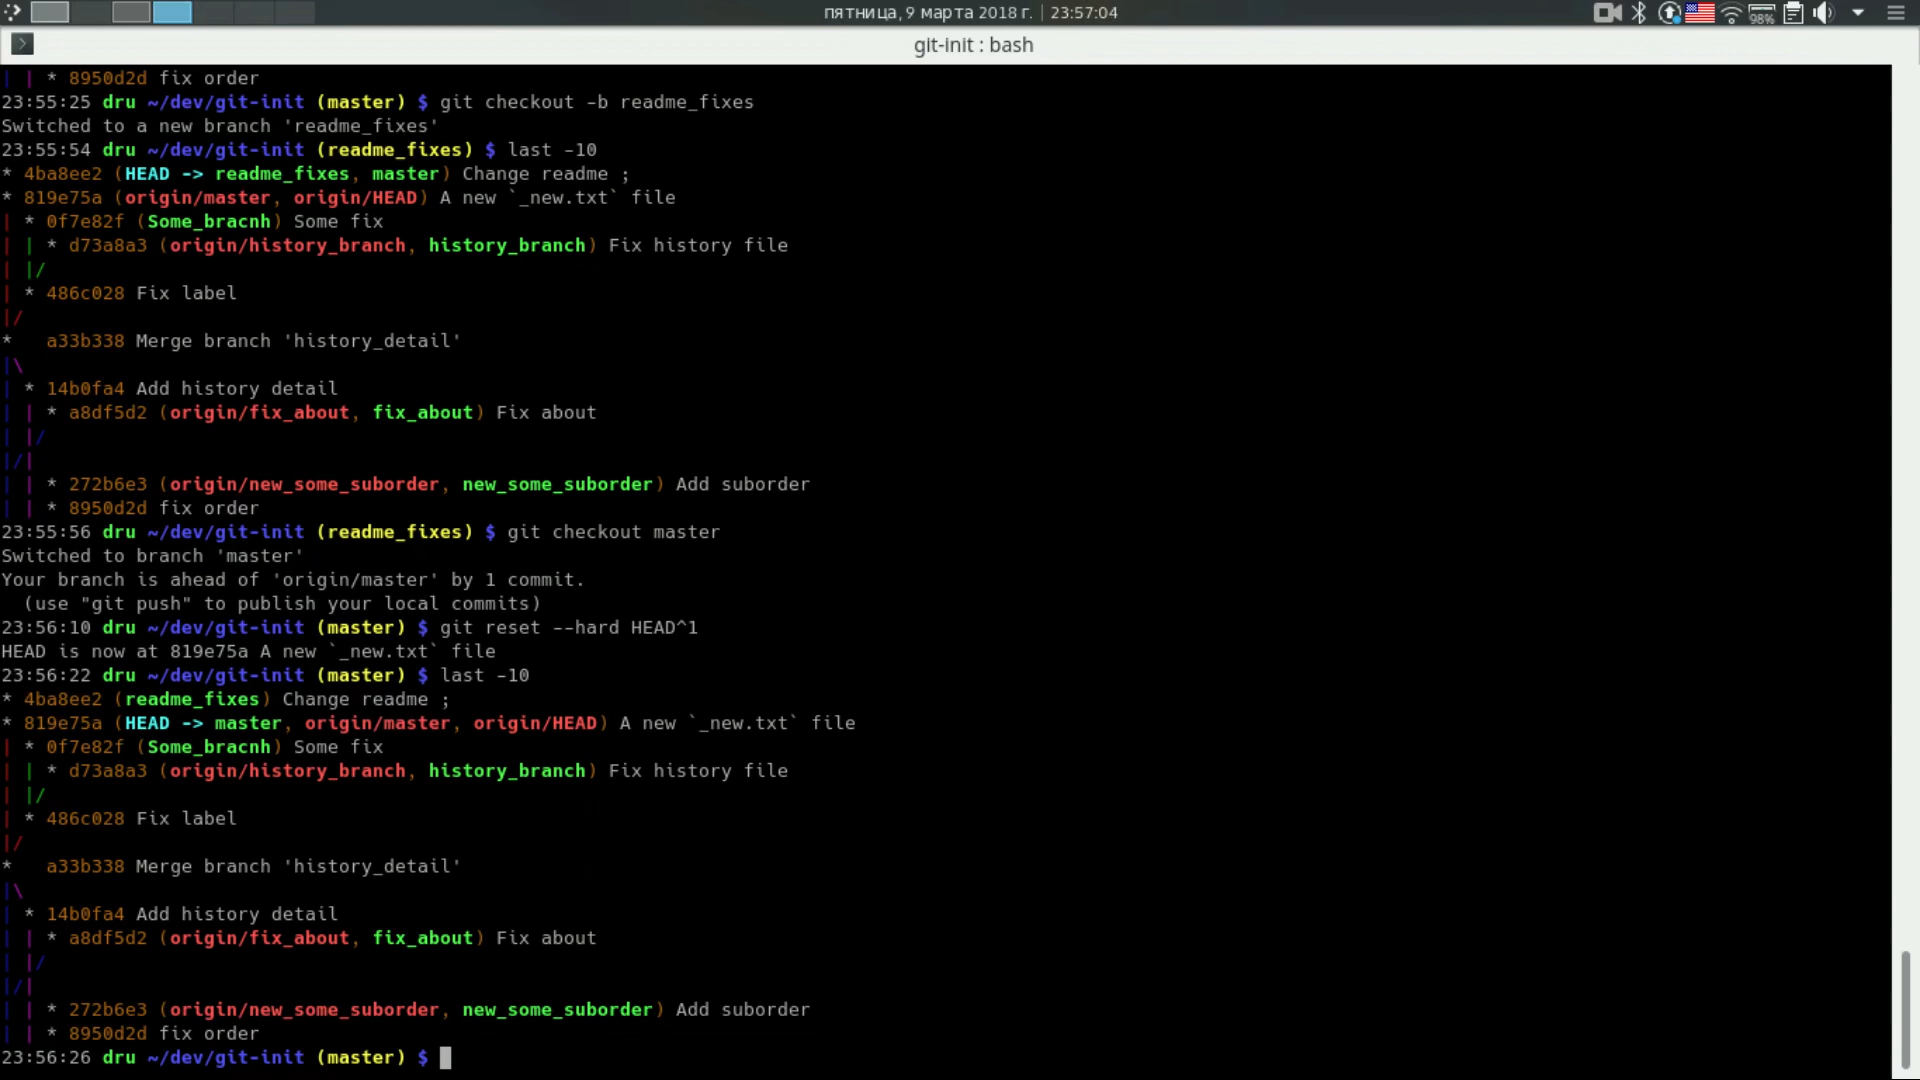 пятница, 9 марта 2018 г. | 23:57:04
98%
git-init : bash
| | * 8950d2d fix order
23:55:25 dru ~/dev/git-init (master) $ git checkout -b readme_fixes
Switched to a new branch 'readme_fixes'
23:55:54 dru ~/dev/git-init (readme_fixes) $ last -10
* 4ba8ee2 (HEAD -> readme_fixes, master) Change readme ;
* 819e75a (origin/master, origin/HEAD) A new `_new.txt` file
| * 0f7e82f (Some_bracnh) Some fix
| | * d73a8a3 (origin/history_branch, history_branch) Fix history file
| |/
| * 486c028 Fix label
|/
*   a33b338 Merge branch 'history_detail'
|\
| * 14b0fa4 Add history detail
| | * a8df5d2 (origin/fix_about, fix_about) Fix about
| |/
|/|
| | * 272b6e3 (origin/new_some_suborder, new_some_suborder) Add suborder
| | * 8950d2d fix order
23:55:56 dru ~/dev/git-init (readme_fixes) $ git checkout master
Switched to branch 'master'
Your branch is ahead of 'origin/master' by 1 commit.
  (use "git push" to publish your local commits)
23:56:10 dru ~/dev/git-init (master) $ git reset --hard HEAD^1
HEAD is now at 819e75a A new `_new.txt` file
23:56:22 dru ~/dev/git-init (master) $ last -10
* 4ba8ee2 (readme_fixes) Change readme ;
* 819e75a (HEAD -> master, origin/master, origin/HEAD) A new `_new.txt` file
| * 0f7e82f (Some_bracnh) Some fix
| | * d73a8a3 (origin/history_branch, history_branch) Fix history file
| |/
| * 486c028 Fix label
|/
*   a33b338 Merge branch 'history_detail'
|\
| * 14b0fa4 Add history detail
| | * a8df5d2 (origin/fix_about, fix_about) Fix about
| |/
|/|
| | * 272b6e3 (origin/new_some_suborder, new_some_suborder) Add suborder
| | * 8950d2d fix order
23:56:26 dru ~/dev/git-init (master) $